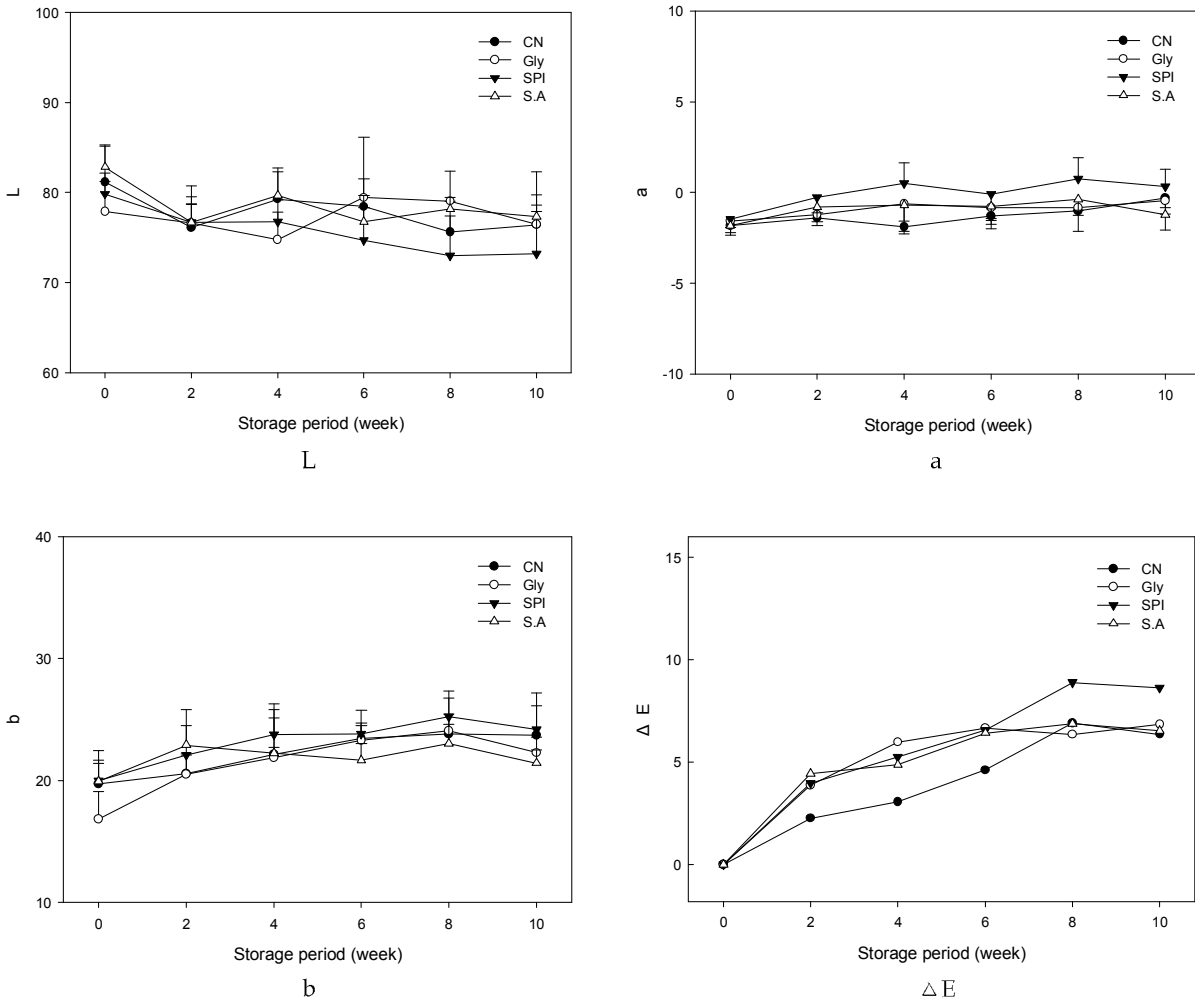 100
90
80
70
60
L
CN
Gly
SPI
S.A
0 2 4 6 8 10
Storage period (week)
L
10
5
0
-5
-10
a
CN
Gly
SPI
S.A
0 2 4 6 8 10
Storage period (week)
a
40
30
20
10
b
CN
Gly
SPI
S.A
0 2 4 6 8 10
Storage period (week)
b
15
10
5
0
Δ E
CN
Gly
SPI
S.A
0 2 4 6 8 10
Storage period (week)
△E